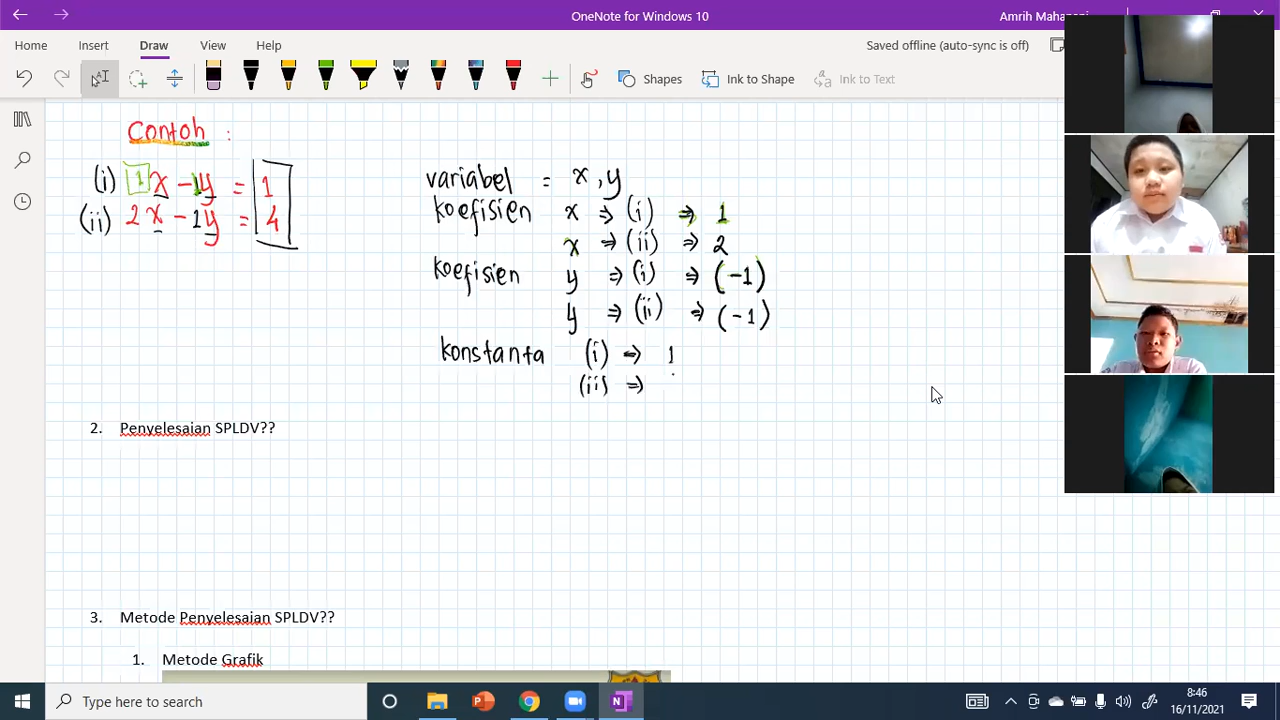 OneNote for Windows 10
Home Insert Draw View Help
Saved offline (auto-sync is off)
Shapes Ink to Shape Ink to Text
Contoh :
(i) 1x - 1y = 1
(ii) 2x - 1y = 4
variabel = x, y
koefisien x ⇒ (i) ⇒ 1
x ⇒ (ii) ⇒ 2
koefisien y ⇒ (i) ⇒ (-1)
y ⇒ (ii) ⇒ (-1)
konstanta (i) ⇒ 1
(ii) ⇒
2. Penyelesaian SPLDV??
3. Metode Penyelesaian SPLDV??
1. Metode Grafik
Type here to search
8:46
16/11/2021